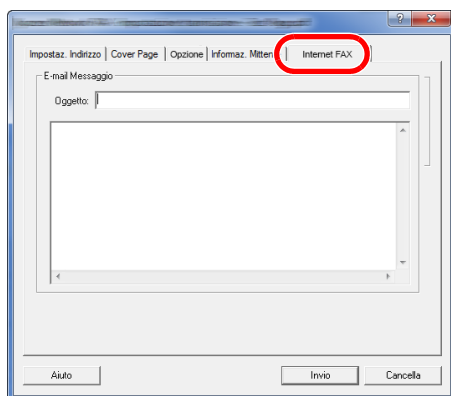 Impostaz. Indirizzo Cover Page Opzione Informaz. Mitten Internet FAX
E-mail Messaggio
Oggetto:
Aiuto Invio Cancella